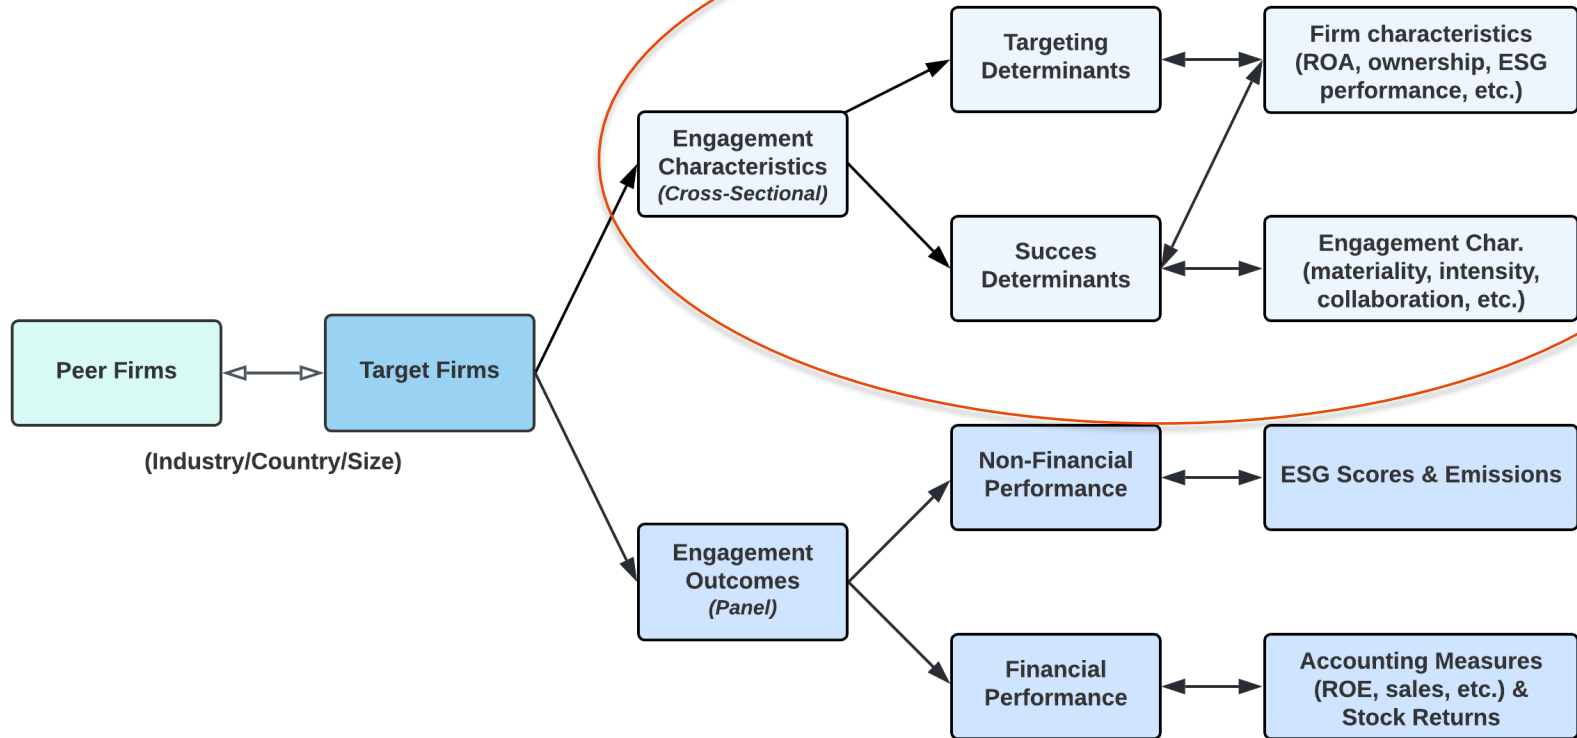 Targeting
Determinants
Firm characteristics
(ROA, ownership, ESG
performance, etc.)
Engagement
Characteristics
(Cross-Sectional)
Succes
Determinants
Engagement Char.
(materiality, intensity,
collaboration, etc.)
Peer Firms
Target Firms
(Industry/Country/Size)
Non-Financial
Performance
ESG Scores & Emissions
Engagement
Outcomes
(Panel)
Financial
Performance
Accounting Measures
(ROE, sales, etc.) &
Stock Returns